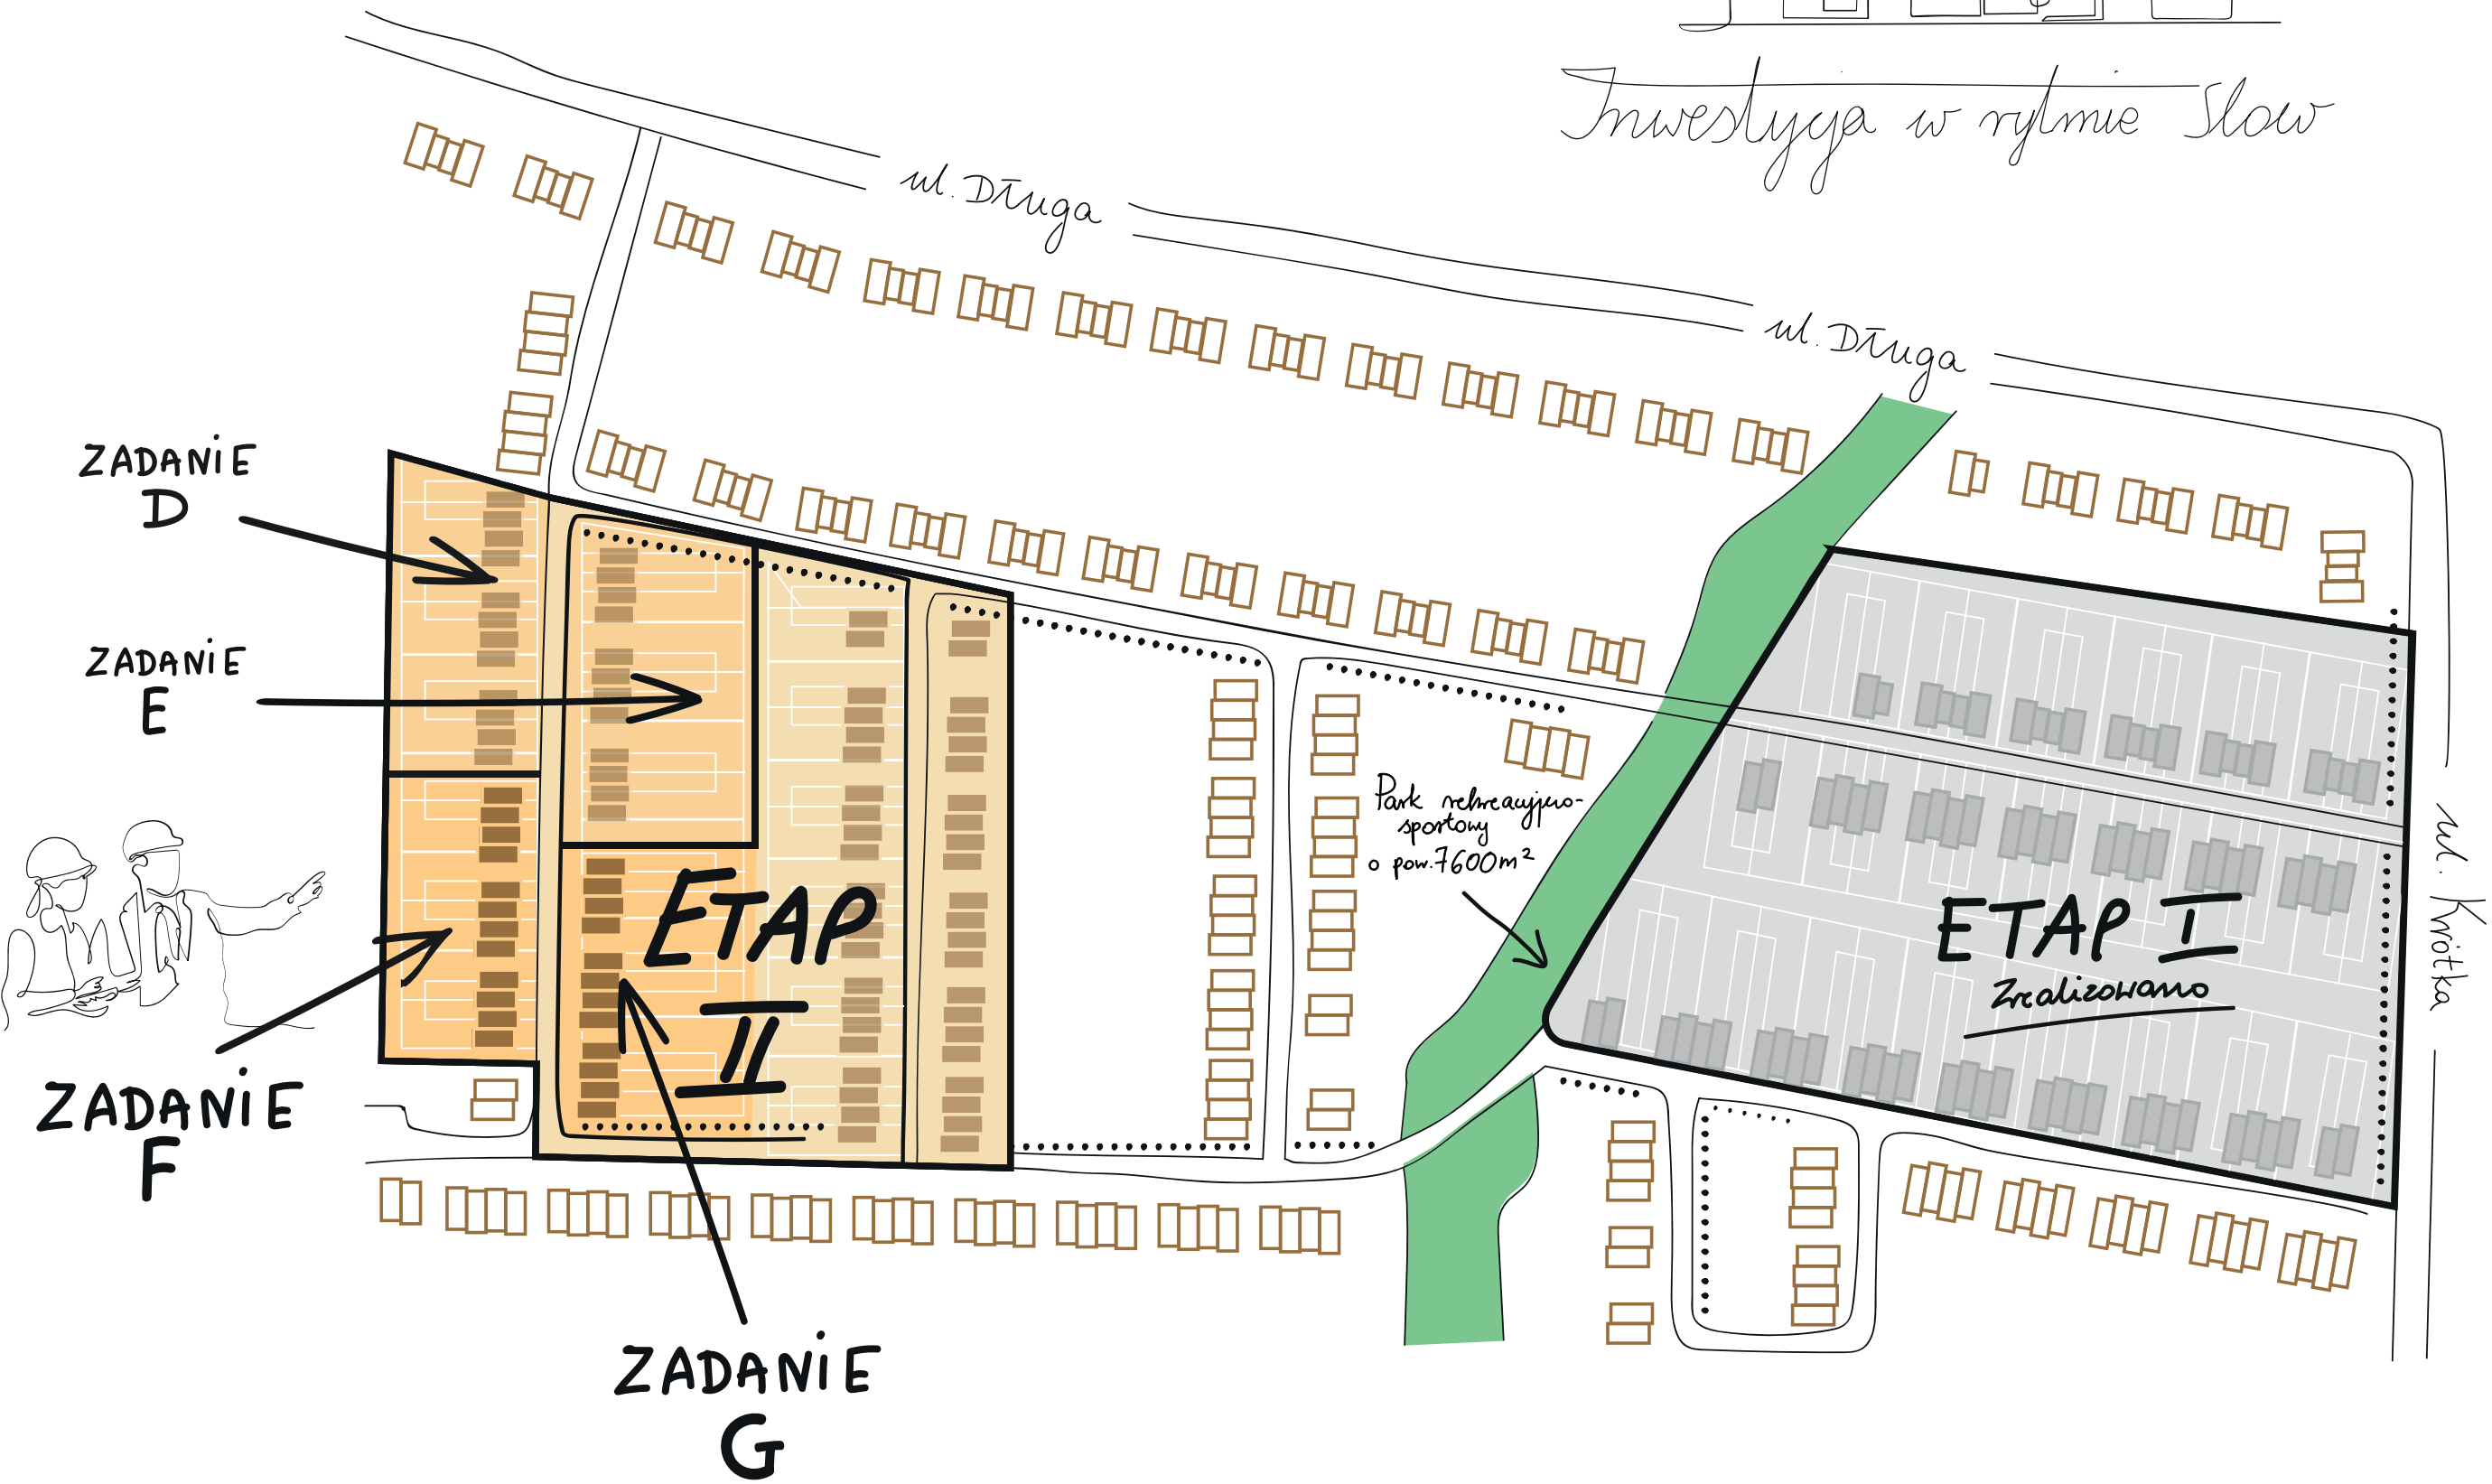 Inwestycja w rytmie Slow
ul. Długa
ul. Długa
ZADANIE
D
ZADANIE
E
Park rekreacyjno-
sportowy
o pow. 7600m²
ul. Krótka
ETAP I
Zrealizowano
ETAP
I
ZADANIE
F
ZADANIE
G